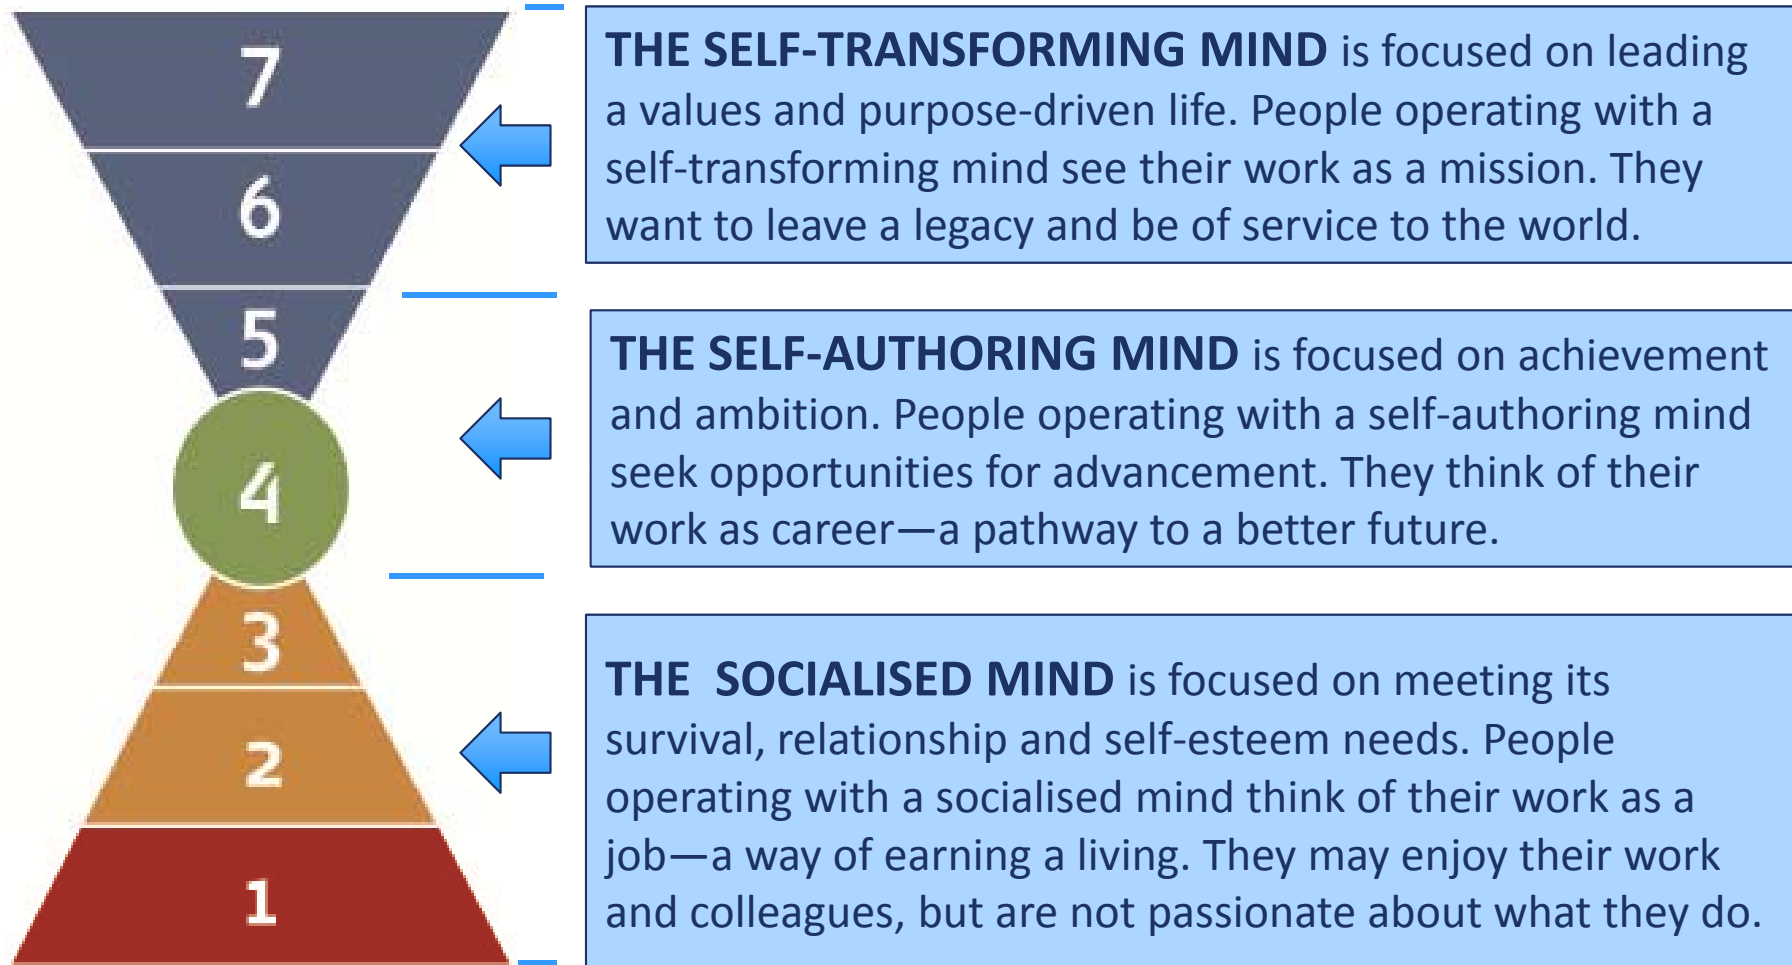 7
6
5
4
3
2
1
THE SELF-TRANSFORMING MIND is focused on leading
a values and purpose-driven life. People operating with a
self-transforming mind see their work as a mission. They
want to leave a legacy and be of service to the world.
THE SELF-AUTHORING MIND is focused on achievement
and ambition. People operating with a self-authoring mind
seek opportunities for advancement. They think of their
work as career—a pathway to a better future.
THE  SOCIALISED MIND is focused on meeting its
survival, relationship and self-esteem needs. People
operating with a socialised mind think of their work as a
job—a way of earning a living. They may enjoy their work
and colleagues, but are not passionate about what they do.